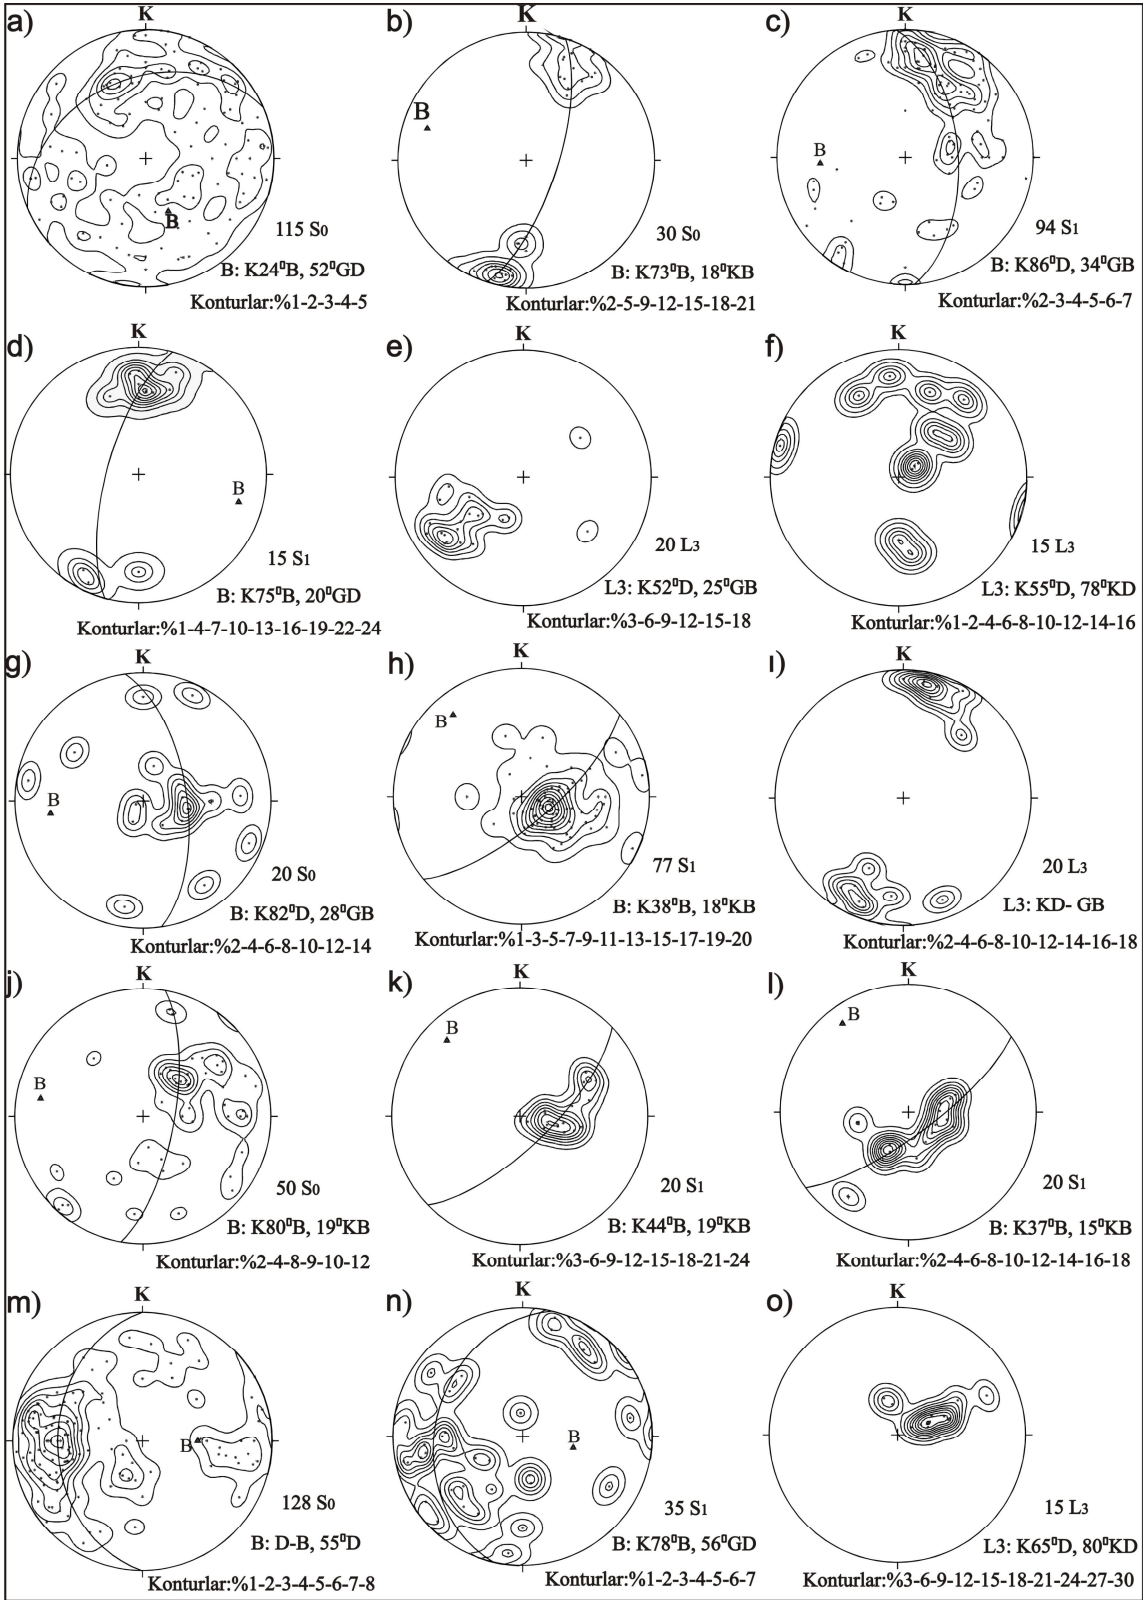 a)
K
B
115 S0
B: K24⁰B, 52⁰GD
Konturlar:%1-2-3-4-5
b)
K
B
30 S0
B: K73⁰B, 18⁰KB
Konturlar:%2-5-9-12-15-18-21
c)
K
B
94 S1
B: K86⁰D, 34⁰GB
Konturlar:%2-3-4-5-6-7
d)
K
B
15 S1
B: K75⁰B, 20⁰GD
Konturlar:%1-4-7-10-13-16-19-22-24
e)
K
20 L3
L3: K52⁰D, 25⁰GB
Konturlar:%3-6-9-12-15-18
f)
K
15 L3
L3: K55⁰D, 78⁰KD
Konturlar:%1-2-4-6-8-10-12-14-16
g)
K
B
20 S0
B: K82⁰D, 28⁰GB
Konturlar:%2-4-6-8-10-12-14
h)
K
B
77 S1
B: K38⁰B, 18⁰KB
Konturlar:%1-3-5-7-9-11-13-15-17-19-20
ı)
K
20 L3
L3: KD- GB
Konturlar:%2-4-6-8-10-12-14-16-18
j)
K
B
50 S0
B: K80⁰B, 19⁰KB
Konturlar:%2-4-8-9-10-12
k)
K
B
20 S1
B: K44⁰B, 19⁰KB
Konturlar:%3-6-9-12-15-18-21-24
l)
K
B
20 S1
B: K37⁰B, 15⁰KB
Konturlar:%2-4-6-8-10-12-14-16-18
m)
K
B
128 S0
B: D-B, 55⁰D
Konturlar:%1-2-3-4-5-6-7-8
n)
K
B
35 S1
B: K78⁰B, 56⁰GD
Konturlar:%1-2-3-4-5-6-7
o)
K
15 L3
L3: K65⁰D, 80⁰KD
Konturlar:%3-6-9-12-15-18-21-24-27-30